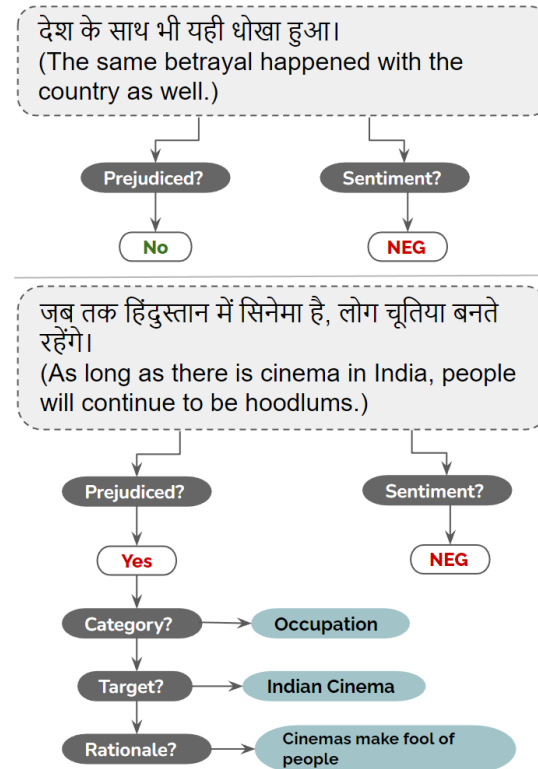 देश के साथ भी यही धोखा हुआ।
(The same betrayal happened with the
country as well.)
Prejudiced?
Sentiment?
No
NEG
जब तक हिंदुस्तान में सिनेमा है, लोग चूतिया बनते
रहेंगे।
(As long as there is cinema in India, people
will continue to be hoodlums.)
Prejudiced?
Sentiment?
Yes
NEG
Category?
Occupation
Target?
Indian Cinema
Rationale?
Cinemas make fool of
people